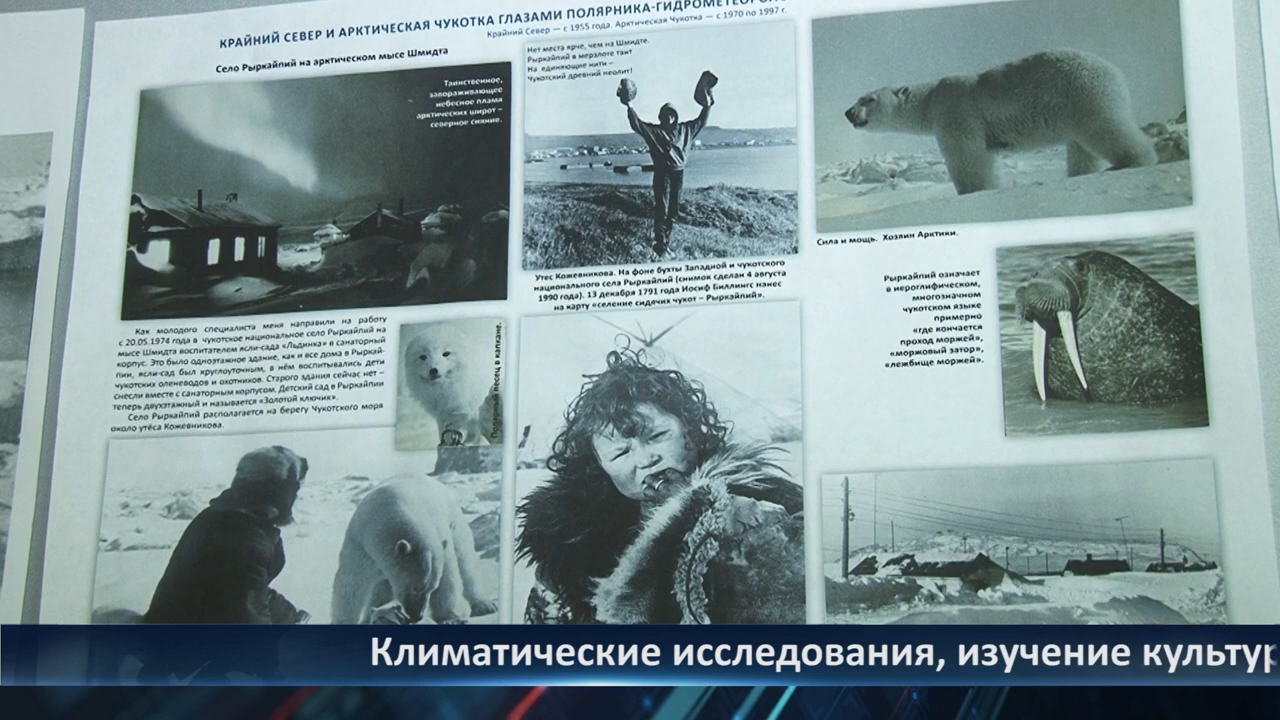 КРАЙНИЙ СЕВЕР И АРКТИЧЕСКАЯ ЧУКОТКА ГЛАЗАМИ ПОЛЯРНИКА-ГИДРОМЕТЕОРОЛО
Крайний Север — с 1955 года. Арктическая Чукотка — с 1970 по 1997 г.
Село Рыркайпий на арктическом мысе Шмидта
Таинственное,
завораживающее
небесное пламя
арктических широт –
северное сияние.
Нет места ярче, чем на Шмидте.
Рыркайпий в мерзлоте таит
На единяющие нити –
Чукотский древний неолит!
Утес Кожевникова. На фоне бухты Западной и чукотского
национального села Рыркайпий (снимок сделан 4 августа
1990 года). 13 декабря 1791 года Иосиф Биллингс нанес
на карту «селение сидячих чукот – Рыркайпий».
Сила и мощь. Хозяин Арктики.
Рыркайпий означает
в иероглифическом,
многозначном
чукотском языке
примерно
«где кончается
проход моржей»,
«моржовый затор»,
«лежбище моржей».
Как молодого специалиста меня направили на работу
с 20.05.1974 года в чукотское национальное село Рыркайпий на
мысе Шмидта воспитателем ясли-сада «Льдинка» в санаторный
корпус. Это было одноэтажное здание, как и все дома в Рыркай-
пии, ясли-сад был круглоточным, в нём воспитывались дети
чукотских оленеводов и охотников. Старого здания сейчас нет –
снесли вместе с санаторным корпусом. Детский сад в Рыркайпии
теперь двухэтажный и называется «Золотой ключик».
Село Рыркайпий располагается на берегу Чукотского моря
около утёса Кожевникова.
песец в капкане.
Климатические исследования, изучение культур